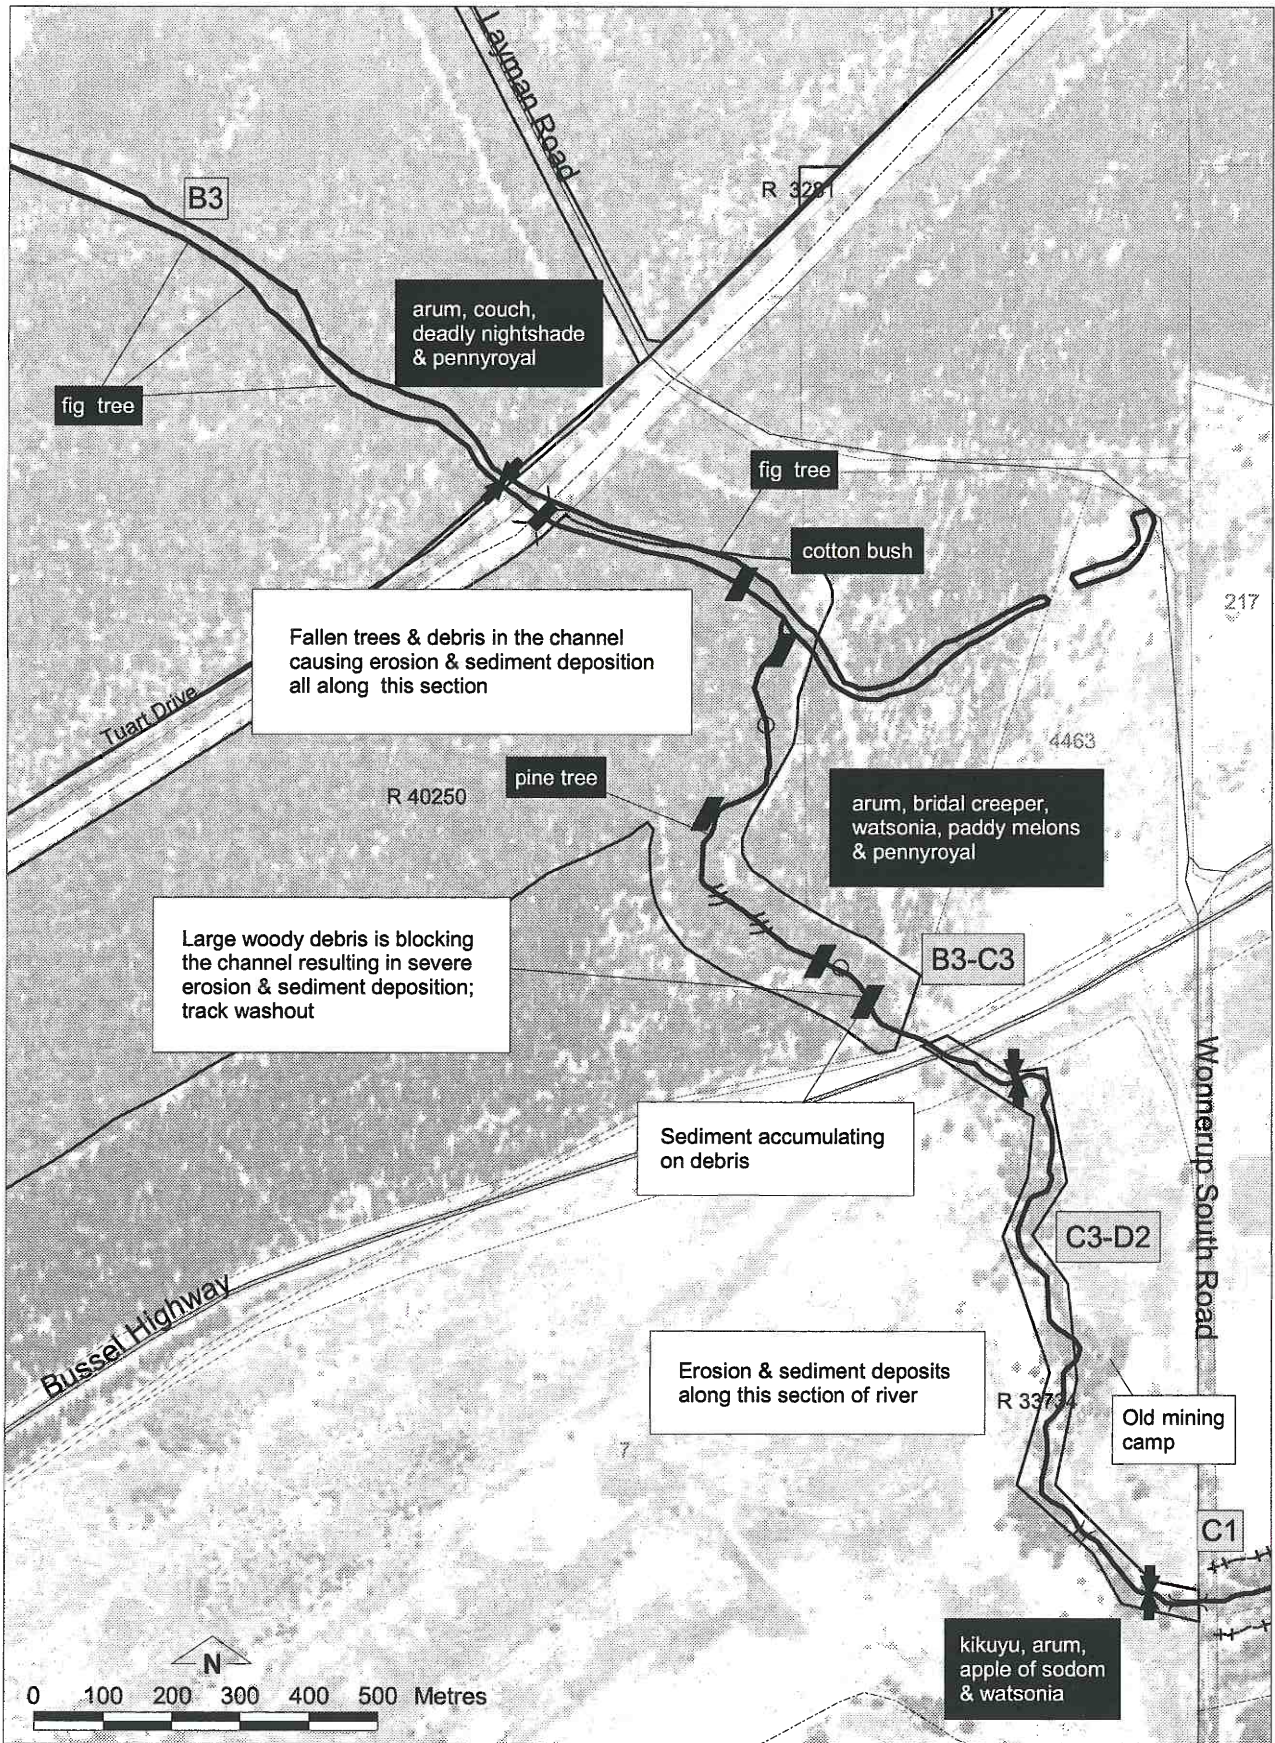 Layman Road
R 3281
B3
arum, couch,
deadly nightshade
& pennyroyal
fig tree
fig tree
cotton bush
217
Fallen trees & debris in the channel
causing erosion & sediment deposition
all along this section
Tuart Drive
4463
pine tree
R 40250
arum, bridal creeper,
watsonia, paddy melons
& pennyroyal
Large woody debris is blocking
the channel resulting in severe
erosion & sediment deposition;
track washout
B3-C3
Sediment accumulating
on debris
Wonnerup South Road
C3-D2
Bussel Highway
Erosion & sediment deposits
along this section of river
R 33734
Old mining
camp
7
C1
kikuyu, arum,
apple of sodom
& watsonia
N
0 100 200 300 400 500 Metres